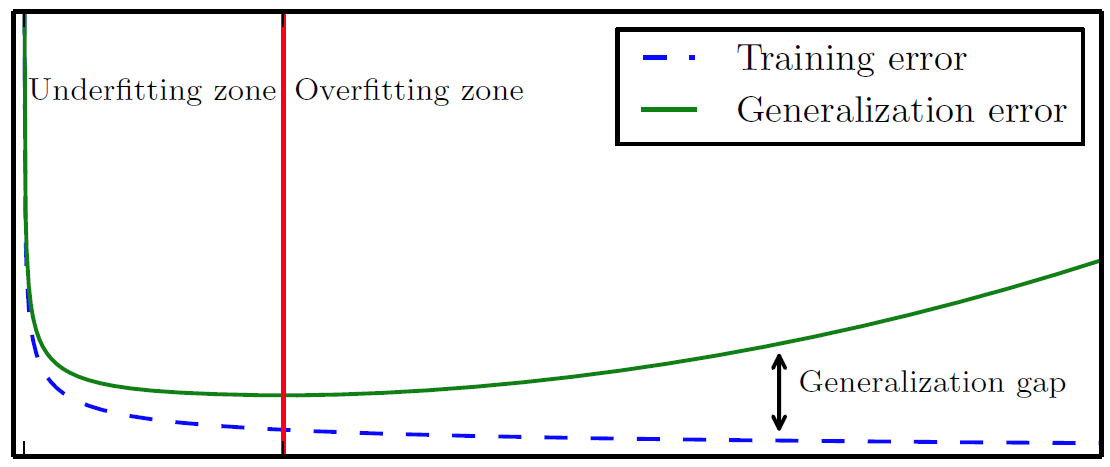 Underfitting zone
Overfitting zone
Training error
Generalization error
Generalization gap